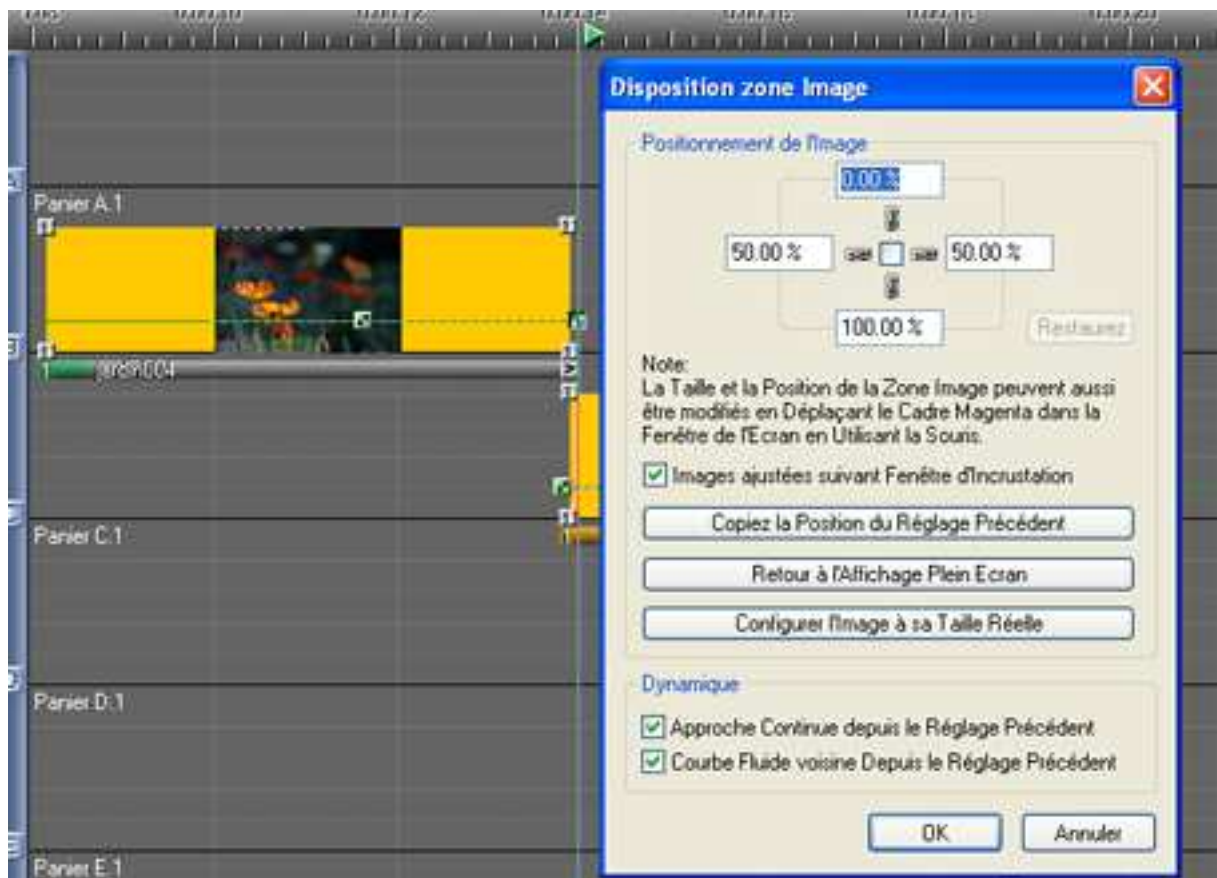 Disposition zone Image
Positionnement de l'Image
0.00 %
50.00 %
50.00 %
100.00 %
Restaurez
Note:
La Taille et la Position de la Zone Image peuvent aussi
être modifiés en Déplaçant le Cadre Magenta dans la
Fenêtre de l'Ecran en Utilisant la Souris.
Images ajustées suivant Fenêtre d'Incrustation
Copiez la Position du Réglage Précédent
Retour à l'Affichage Plein Ecran
Configurer l'Image à sa Taille Réelle
Dynamique
Approche Continue depuis le Réglage Précédent
Courbe Fluide voisine Depuis le Réglage Précédent
OK
Annuler
Panier A.1
Panier C.1
Panier D.1
Panier E.1